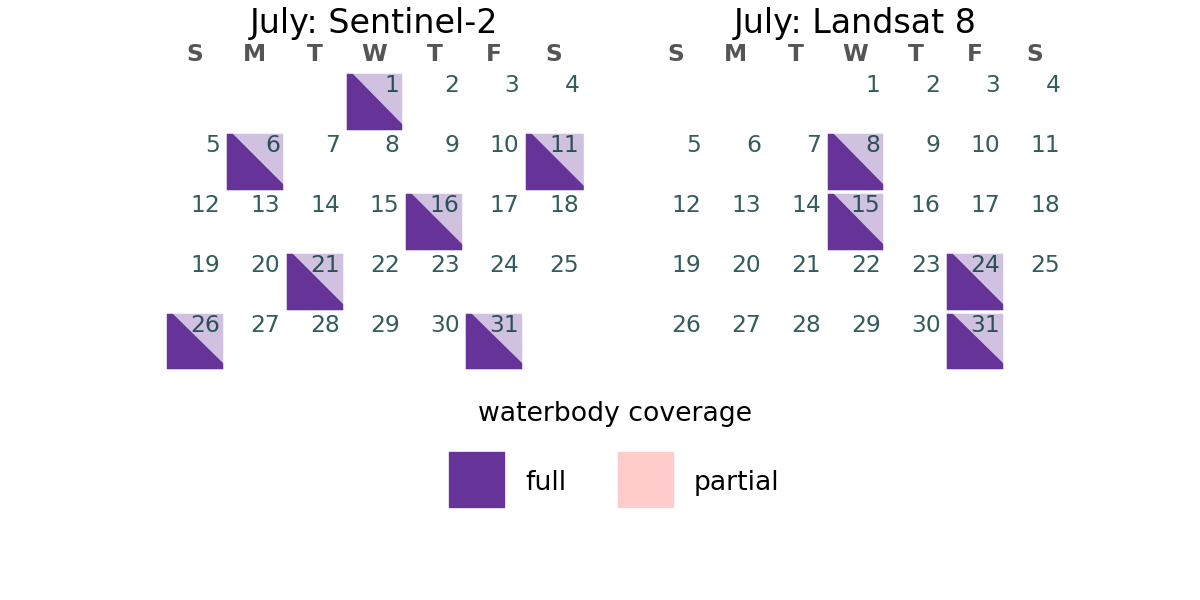 July: Sentinel-2
S M T W T F S
1 2 3 4
5 6 7 8 9 10 11
12 13 14 15 16 17 18
19 20 21 22 23 24 25
26 27 28 29 30 31
July: Landsat 8
S M T W T F S
1 2 3 4
5 6 7 8 9 10 11
12 13 14 15 16 17 18
19 20 21 22 23 24 25
26 27 28 29 30 31
waterbody coverage
full partial